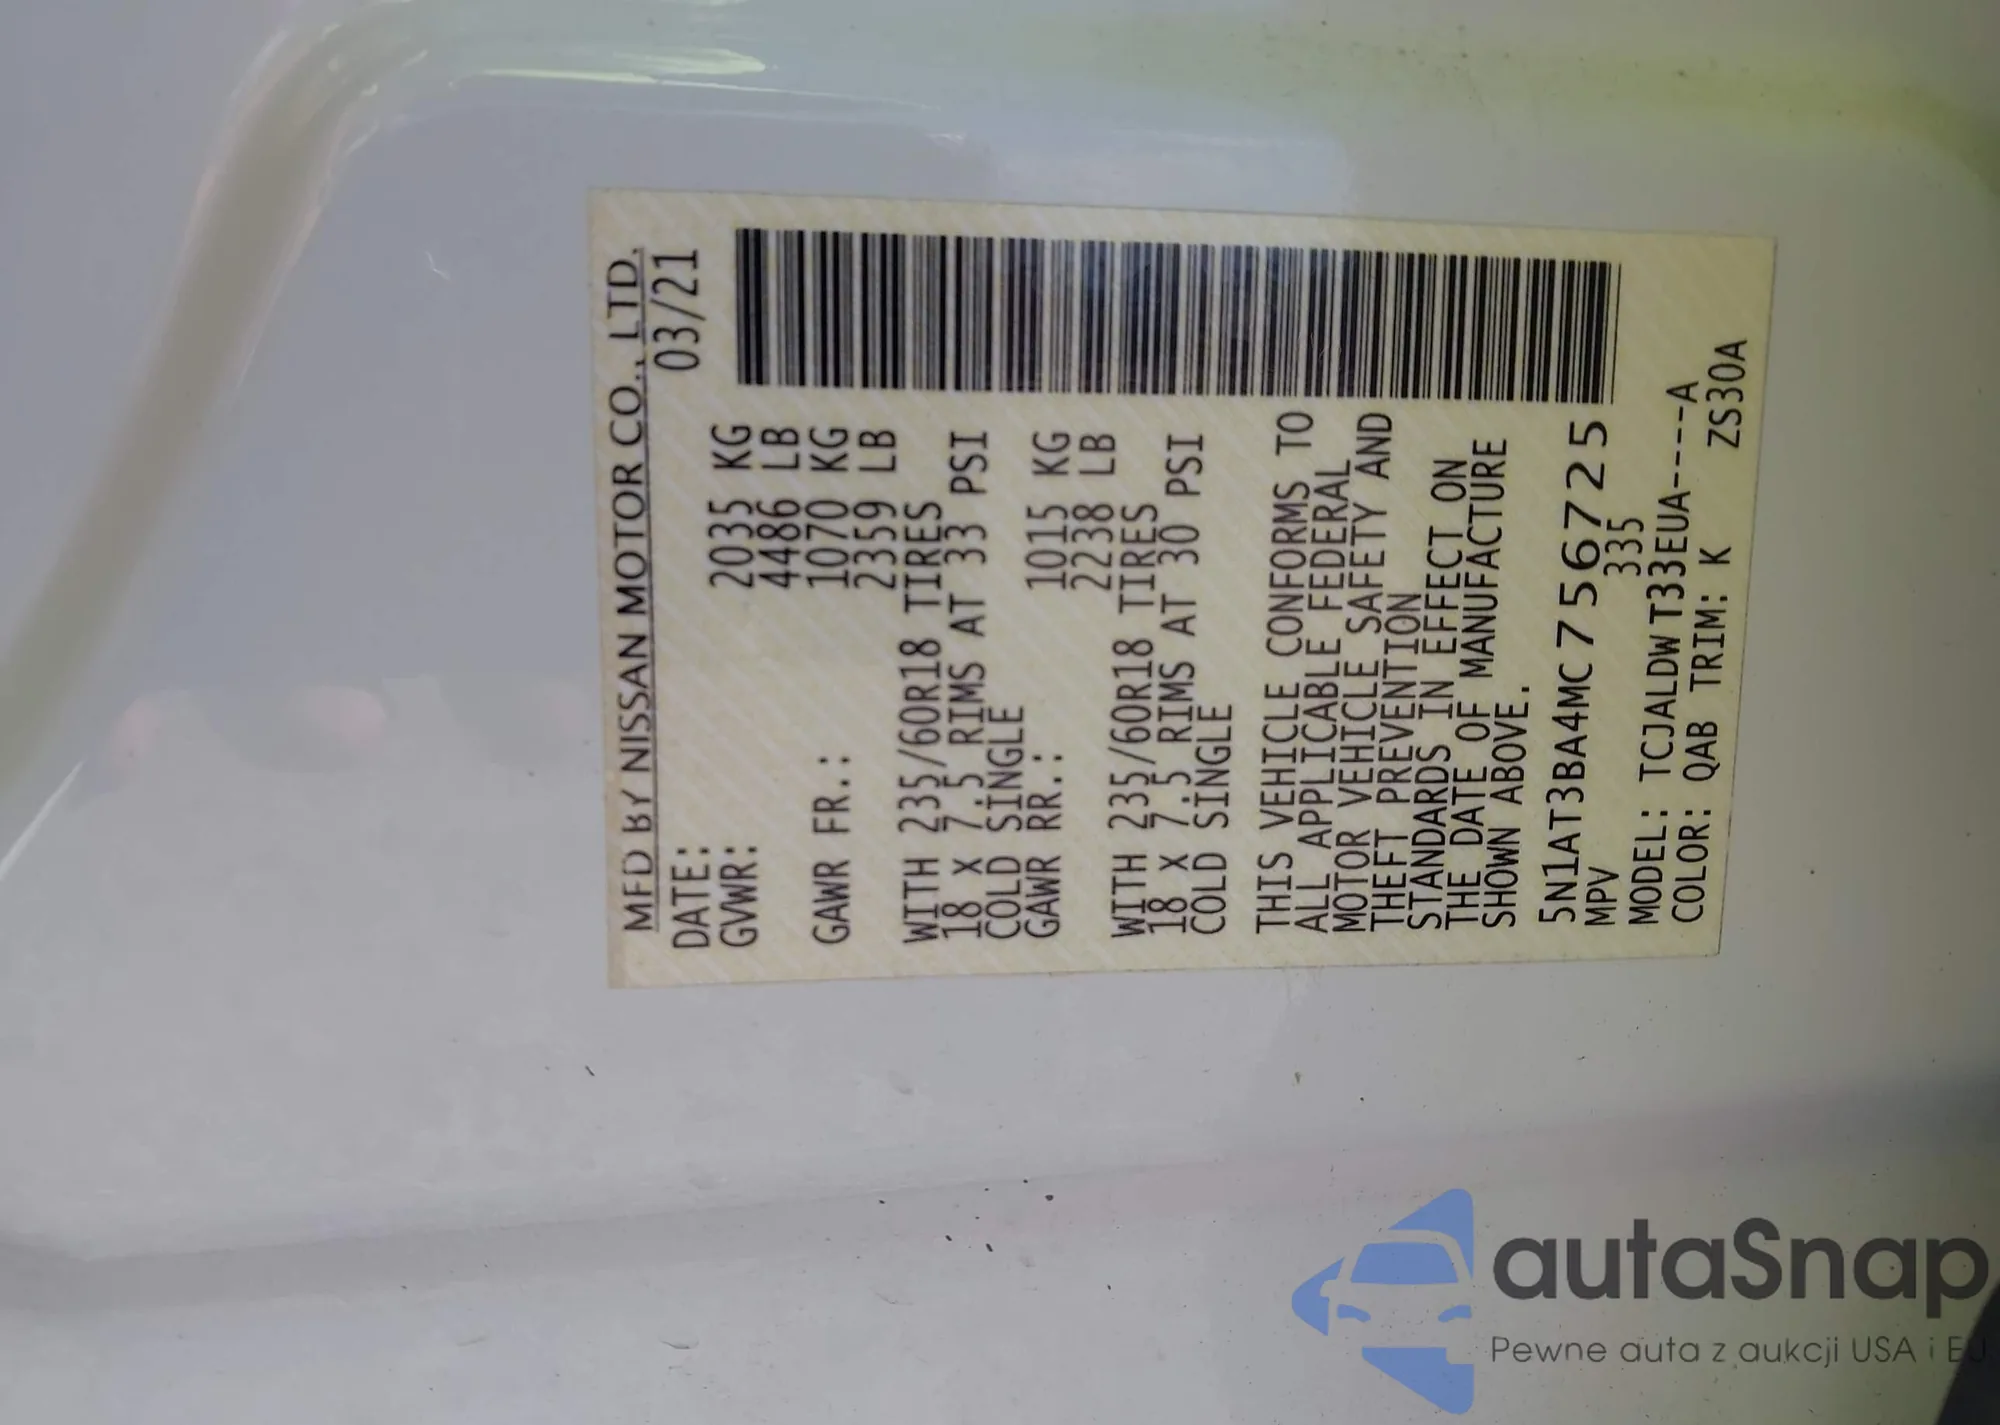 MFD BY NISSAN MOTOR CO., LTD.
DATE: 03/21
GVWR: 2035 KG
4486 LB
GAWR FR.: 1070 KG
2359 LB
WITH 235/60R18 TIRES
18 X 7.5 RIMS AT 33 PSI
COLD SINGLE
GAWR RR.: 1015 KG
2238 LB
WITH 235/60R18 TIRES
18 X 7.5 RIMS AT 30 PSI
COLD SINGLE
THIS VEHICLE CONFORMS TO
ALL APPLICABLE FEDERAL
MOTOR VEHICLE SAFETY AND
THEFT PREVENTION
STANDARDS IN EFFECT ON
THE DATE OF MANUFACTURE
SHOWN ABOVE.
5N1AT3BA4MC756725
MPV 335
MODEL: TCJALDWT33EUA----A
COLOR: QAB TRIM: K ZS30A
autaSnap
Pewne auta z aukcji USA i EU